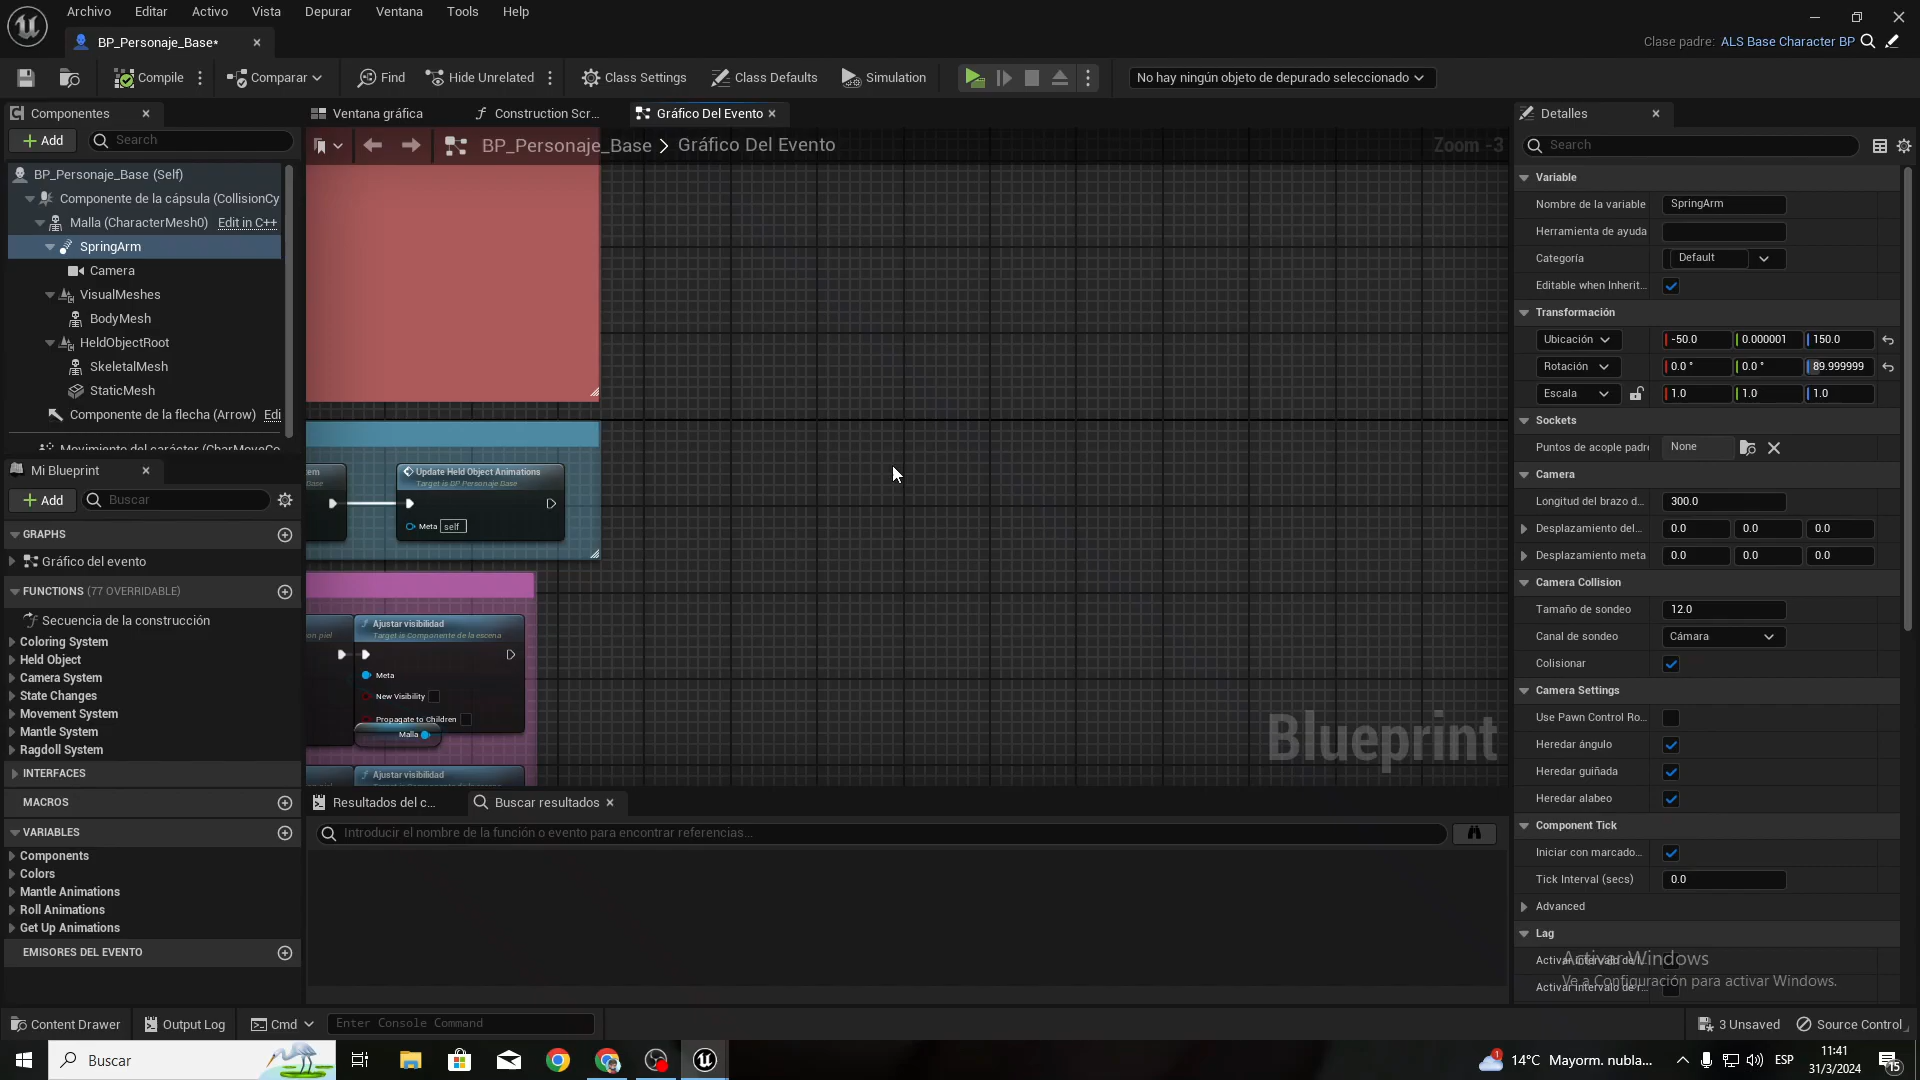 Archivo Editar Activo Vista Depurar Ventana Tools Help
BP_Personaje_Base*
Clase padre: ALS Base Character BP
Compile Comparar Find Hide Unrelated Class Settings Class Defaults Simulation No hay ningún objeto de depurado seleccionado
Componentes
Add Search
BP_Personaje_Base (Self)
Componente de la cápsula (CollisionCy
Malla (CharacterMesh0) Edit in C++
SpringArm
Camera
VisualMeshes
BodyMesh
HeldObjectRoot
SkeletalMesh
StaticMesh
Componente de la flecha (Arrow) Edi
Movimiento del carácter (CharMoveCo
Mi Blueprint
Add Buscar
GRAPHS
Gráfico del evento
FUNCTIONS (77 OVERRIDABLE)
Secuencia de la construcción
Coloring System
Held Object
Camera System
State Changes
Movement System
Mantle System
Ragdoll System
INTERFACES
MACROS
VARIABLES
Components
Colors
Mantle Animations
Roll Animations
Get Up Animations
EMISORES DEL EVENTO
Ventana gráfica Construction Scr... Gráfico Del Evento
BP_Personaje_Base > Gráfico Del Evento
Zoom -3
Update Held Object Animations
Target is BP Personaje Base
Meta self
Ajustar visibilidad
Target is Componente de la escena
Meta
New Visibility
Propagate to Children
Malla
Ajustar visibilidad
Blueprint
Resultados del c... Buscar resultados
Introducir el nombre de la función o evento para encontrar referencias...
Detalles
Search
Variable
Nombre de la variable SpringArm
Herramienta de ayuda
Categoría Default
Editable when Inherit...
Transformación
Ubicación -50.0 0.000001 150.0
Rotación 0.0 ° 0.0 ° 89.999999
Escala 1.0 1.0 1.0
Sockets
Puntos de acople padr None
Camera
Longitud del brazo d... 300.0
Desplazamiento del... 0.0 0.0 0.0
Desplazamiento meta 0.0 0.0 0.0
Camera Collision
Tamaño de sondeo 12.0
Canal de sondeo Cámara
Colisionar
Camera Settings
Use Pawn Control Ro...
Heredar ángulo
Heredar guiñada
Heredar alabeo
Component Tick
Iniciar con marcado...
Tick Interval (secs) 0.0
Advanced
Lag
Activar intervalo de l...
Activar intervalo de r...
Activar Windows
Ve a Configuración para activar Windows.
Content Drawer Output Log Cmd Enter Console Command 3 Unsaved Source Control
Buscar 14°C Mayorm. nubla... ESP 11:41
31/3/2024 15